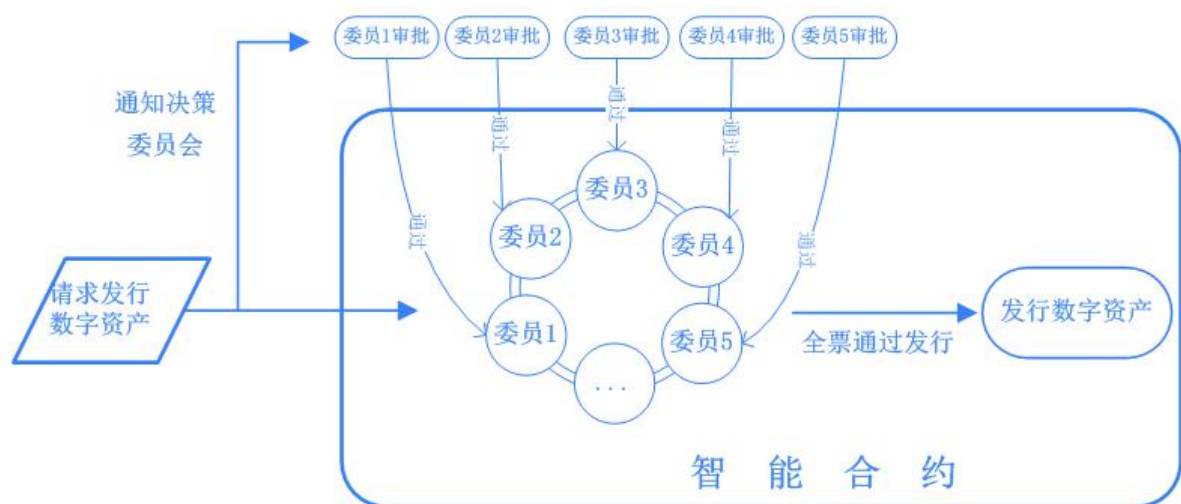 委员1审批
委员2审批
委员3审批
委员4审批
委员5审批
通知决策
委员会
通过
通过
通过
通过
通过
委员3
委员2
委员4
请求发行
数字资产
委员1
委员5
全票通过发行
发行数字资产
...
智能合约